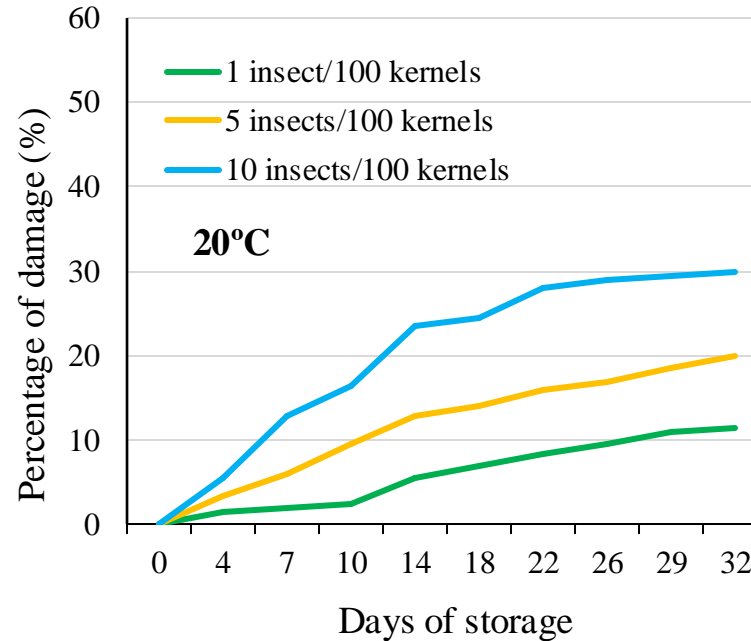 Percentage of damage (%)
60
50
40
30
20
10
0
1 insect/100 kernels
5 insects/100 kernels
10 insects/100 kernels
20ºC
0 4 7 10 14 18 22 26 29 32
Days of storage